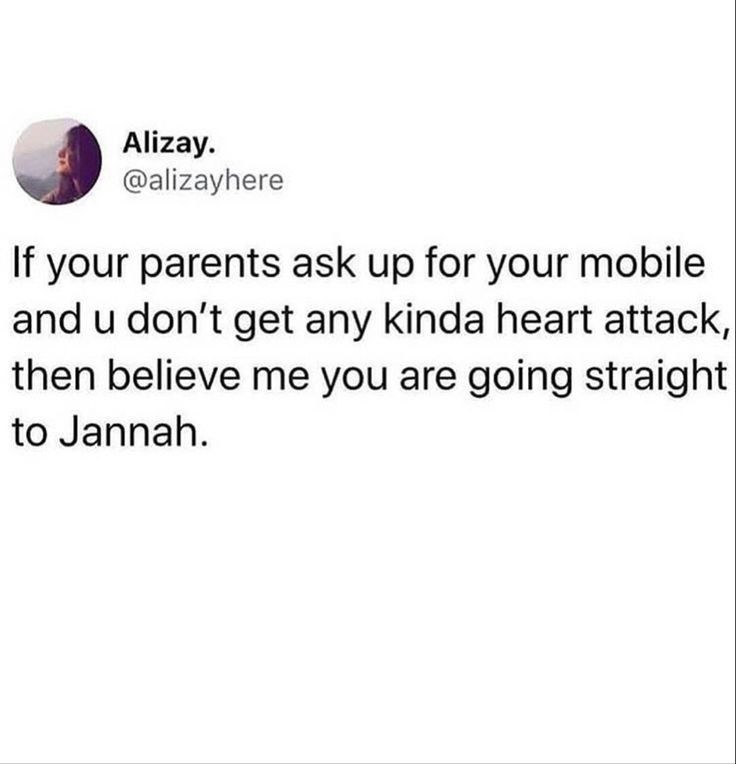 Alizay.
@alizayhere
If your parents ask up for your mobile
and u don't get any kinda heart attack,
then believe me you are going straight
to Jannah.